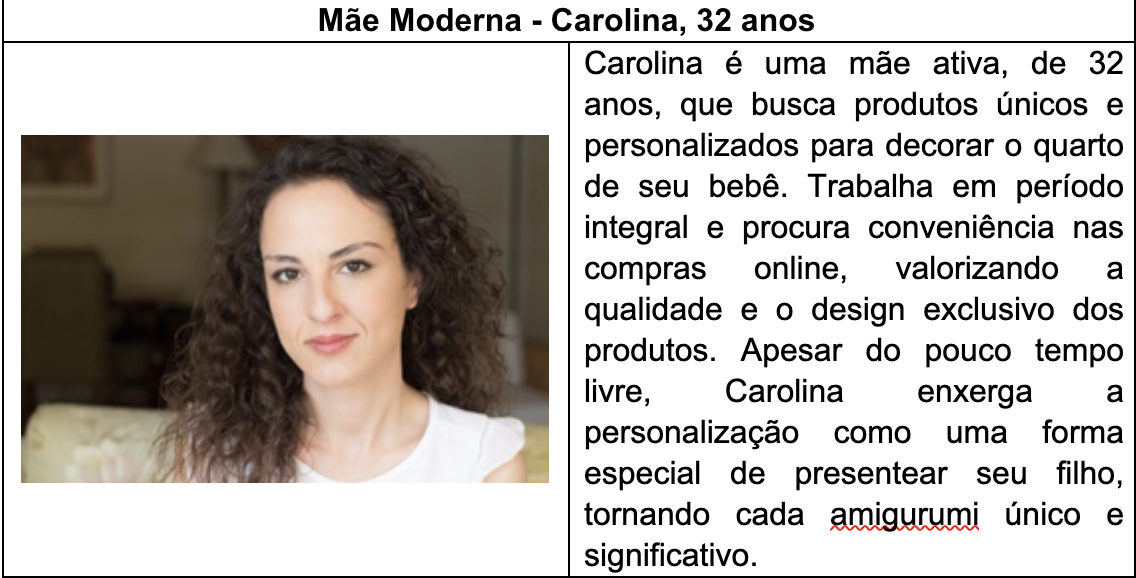 Mãe Moderna - Carolina, 32 anos
Carolina é uma mãe ativa, de 32
anos, que busca produtos únicos e
personalizados para decorar o quarto
de seu bebê. Trabalha em período
integral e procura conveniência nas
compras online, valorizando a
qualidade e o design exclusivo dos
produtos. Apesar do pouco tempo
livre, Carolina enxerga a
personalização como uma forma
especial de presentear seu filho,
tornando cada amigurumi único e
significativo.